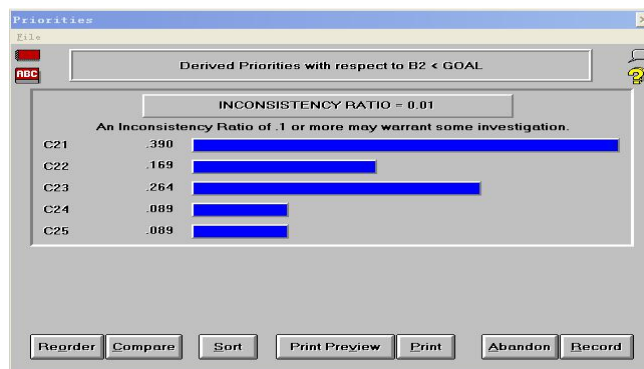 Priorities
File
ABC
Derived Priorities with respect to B2 < GOAL
INCONSISTENCY RATIO = 0.01
An Inconsistency Ratio of .1 or more may warrant some investigation.
C21 .390
C22 .169
C23 .264
C24 .089
C25 .089
Reorder Compare Sort Print Preview Print Abandon Record